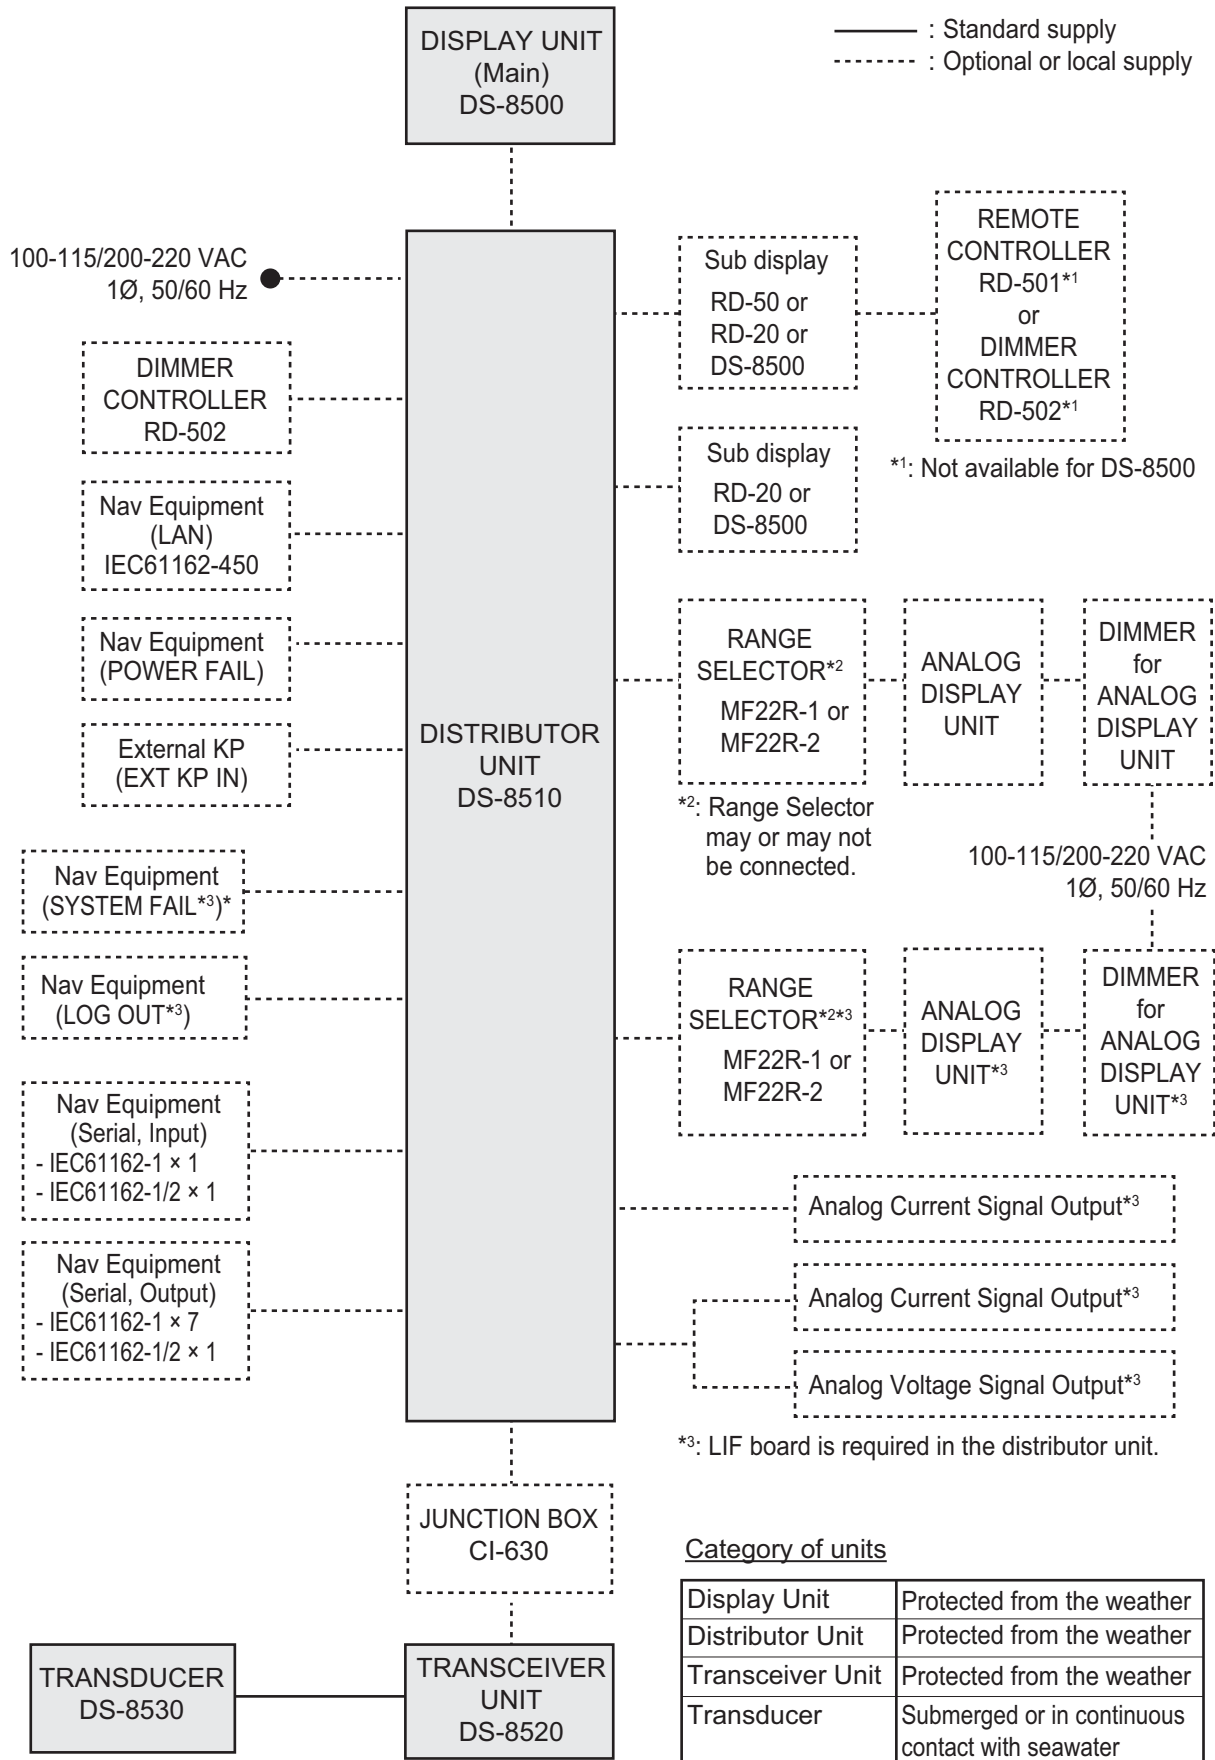 DISPLAY UNIT
(Main)
DS-8500
: Standard supply
: Optional or local supply
100-115/200-220 VAC
1Ø, 50/60 Hz
DIMMER
CONTROLLER
RD-502
Nav Equipment
(LAN)
IEC61162-450
Nav Equipment
(POWER FAIL)
External KP
(EXT KP IN)
Nav Equipment
(SYSTEM FAIL*3)*
Nav Equipment
(LOG OUT*3)
Nav Equipment
(Serial, Input)
- IEC61162-1 × 1
- IEC61162-1/2 × 1
Nav Equipment
(Serial, Output)
- IEC61162-1 × 7
- IEC61162-1/2 × 1
DISTRIBUTOR
UNIT
DS-8510
Sub display
RD-50 or
RD-20 or
DS-8500
REMOTE
CONTROLLER
RD-501*1
or
DIMMER
CONTROLLER
RD-502*1
*1: Not available for DS-8500
Sub display
RD-20 or
DS-8500
RANGE
SELECTOR*2
MF22R-1 or
MF22R-2
*2: Range Selector
may or may not
be connected.
ANALOG
DISPLAY
UNIT
DIMMER
for
ANALOG
DISPLAY
UNIT
100-115/200-220 VAC
1Ø, 50/60 Hz
RANGE
SELECTOR*2*3
MF22R-1 or
MF22R-2
ANALOG
DISPLAY
UNIT*3
DIMMER
for
ANALOG
DISPLAY
UNIT*3
Analog Current Signal Output*3
Analog Current Signal Output*3
Analog Voltage Signal Output*3
*3: LIF board is required in the distributor unit.
JUNCTION BOX
CI-630
TRANSDUCER
DS-8530
TRANSCEIVER
UNIT
DS-8520
Category of units
Display Unit Protected from the weather
Distributor Unit Protected from the weather
Transceiver Unit Protected from the weather
Transducer Submerged or in continuous
contact with seawater